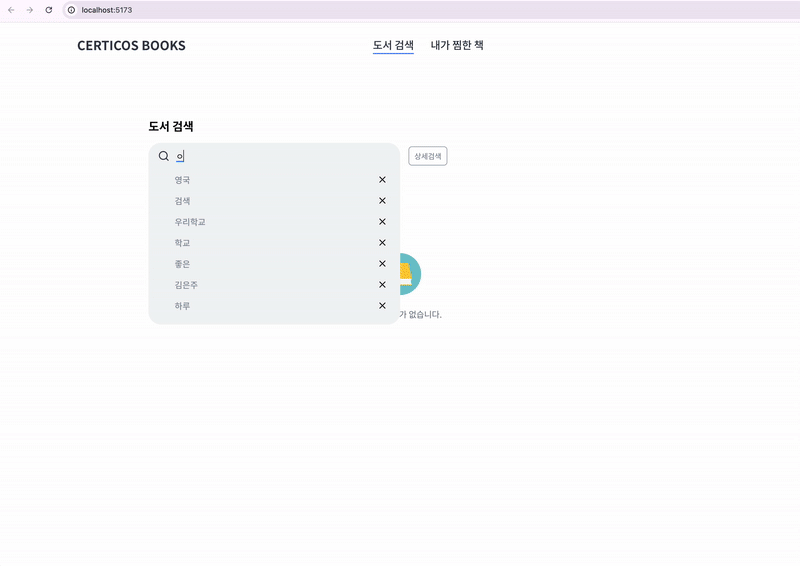 localhost:5173
CERTICOS BOOKS
도서 검색
내가 찜한 책
도서 검색
이
상세검색
영국
검색
우리학교
학교
좋은
김은주
하루
가 없습니다.